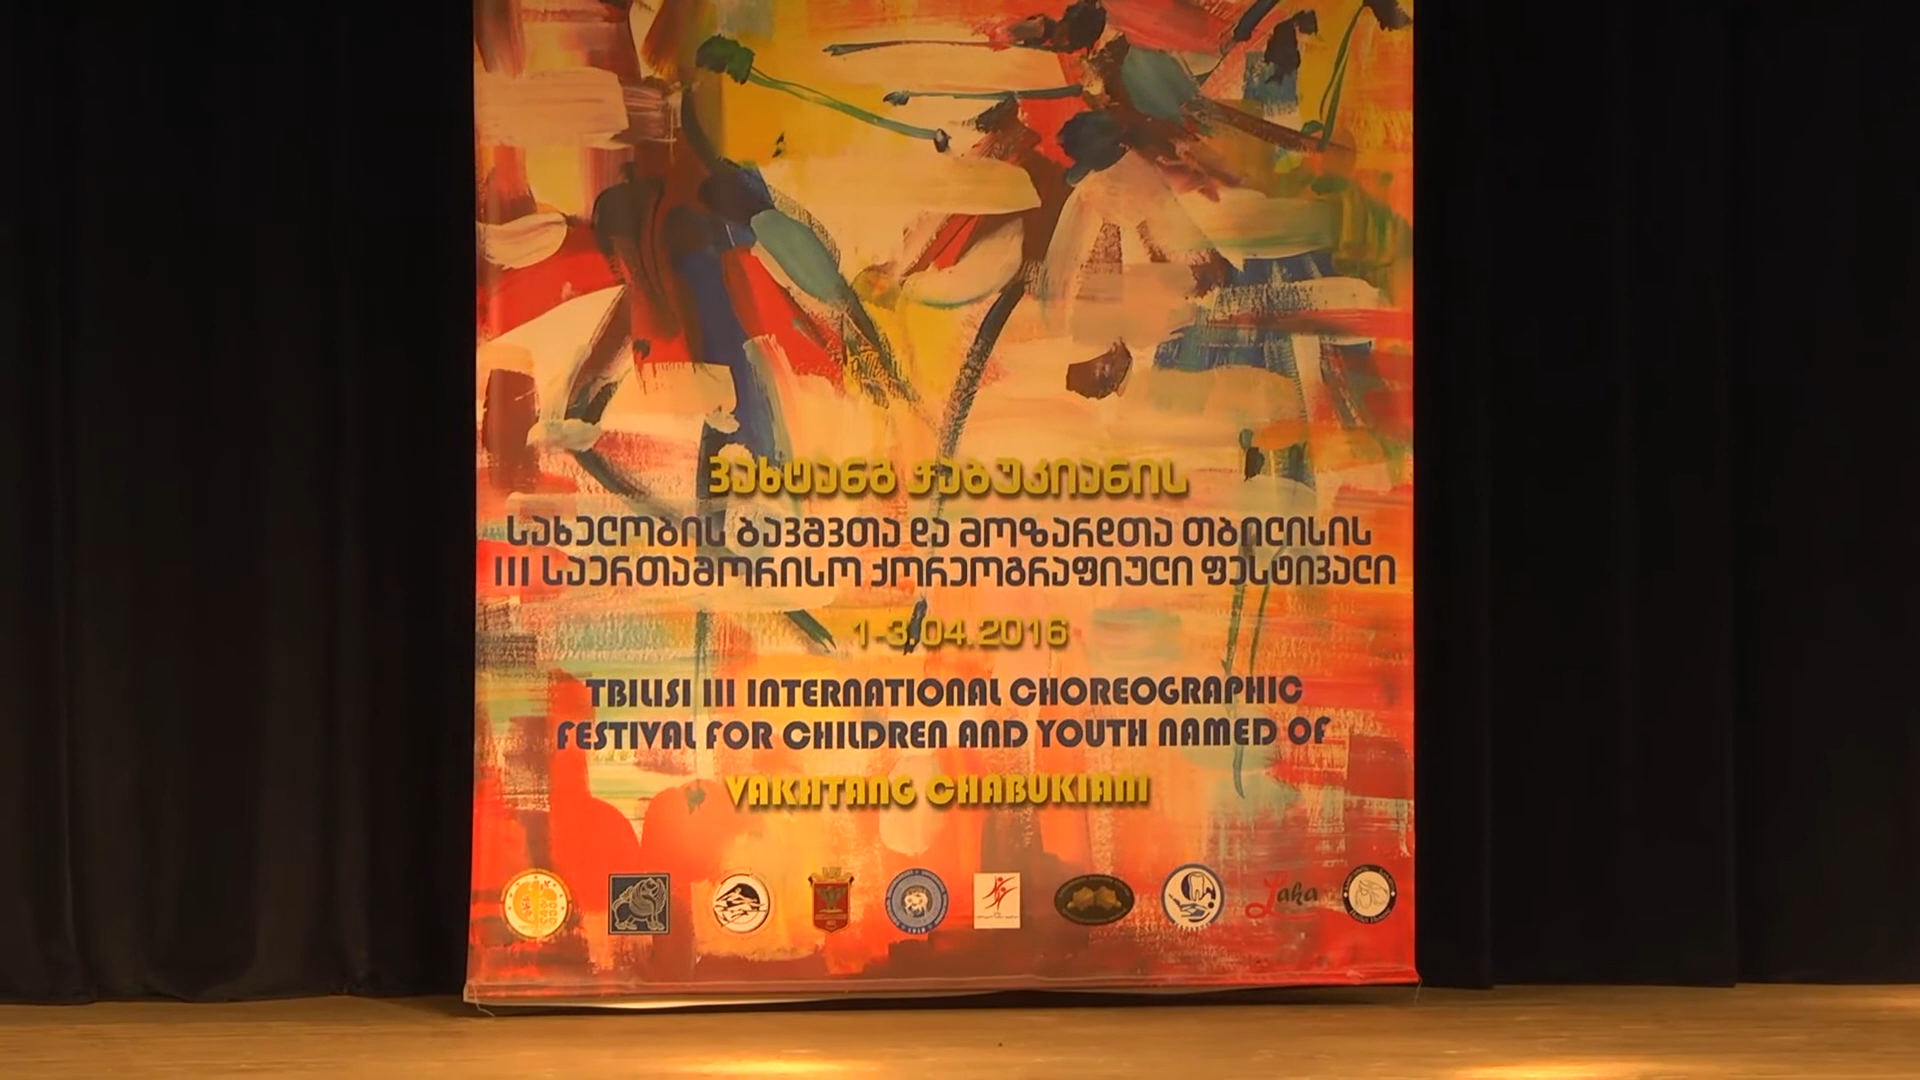 ვახტანგ ჭაბუკიანის
სახელობის ბავშვთა და მოზარდთა თბილისის
III საერთაშორისო ქორეოგრაფიული ფესტივალი
1-3.04.2016
TBILISI III INTERNATIONAL CHOREOGRAPHIC
FESTIVAL FOR CHILDREN AND YOUTH NAMED OF
VAKHTANG CHABUKIANI
Laha